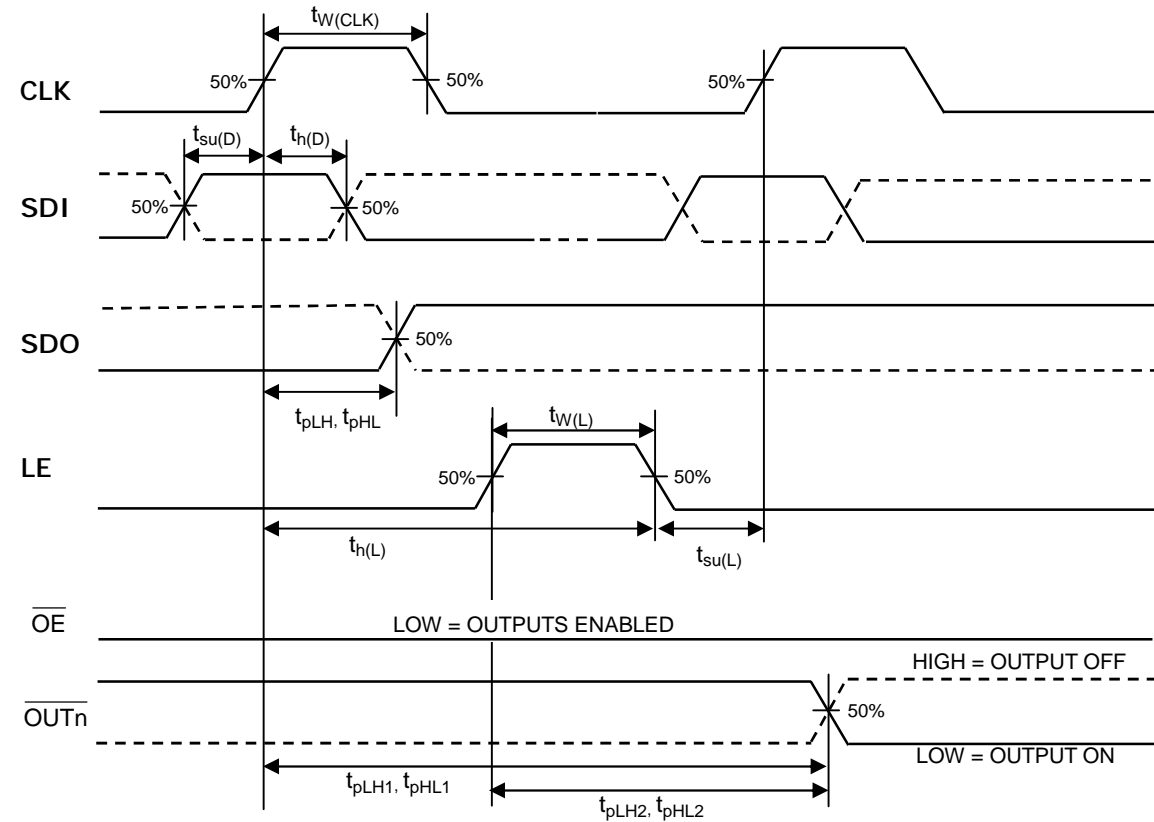 tW(CLK)
50%
50%
50%
CLK
tsu(D)
th(D)
SDI
50%
50%
SDO
50%
tpLH, tpHL
tW(L)
LE
50%
50%
th(L)
tsu(L)
OE
LOW = OUTPUTS ENABLED
HIGH = OUTPUT OFF
OUTn
50%
LOW = OUTPUT ON
tpLH1, tpHL1
tpLH2, tpHL2